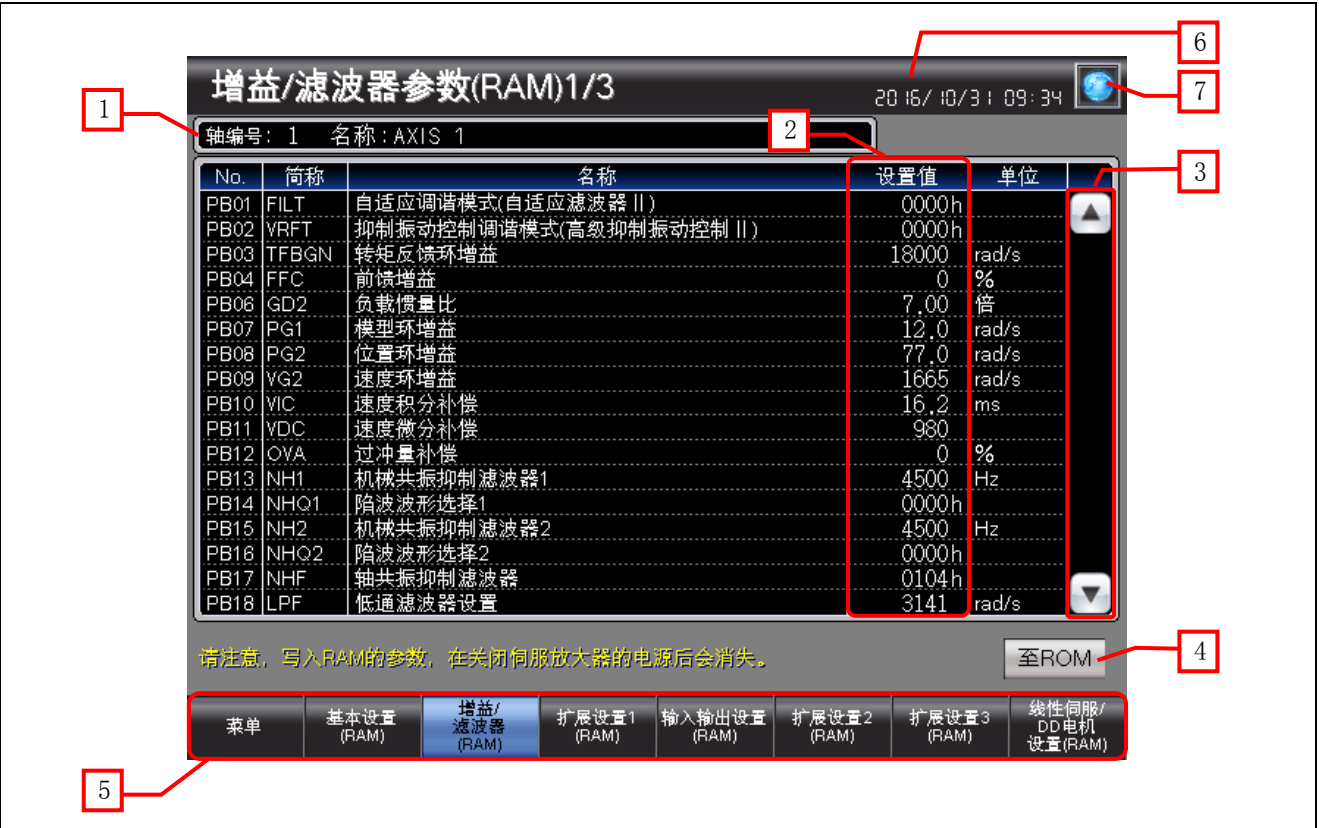 6
增益/滤波器参数(RAM)1/3
2016/10/31 09:34
7
1
轴编号: 1 名称:AXIS 1
2
3
No. 简称 名称 设置值 单位
PB01 FILT 自适应调谐模式(自适应滤波器Ⅱ) 0000h
PB02 VRFT 抑制振动控制调谐模式(高级抑制振动控制Ⅱ) 0000h
PB03 TFBGN 转矩反馈环增益 18000 rad/s
PB04 FFC 前馈增益 0 %
PB06 GD2 负载惯量比 7.00 倍
PB07 PG1 模型环增益 12.0 rad/s
PB08 PG2 位置环增益 77.0 rad/s
PB09 VG2 速度环增益 1665 rad/s
PB10 VIC 速度积分补偿 16.2 ms
PB11 VDC 速度微分补偿 980
PB12 OVA 过冲量补偿 0 %
PB13 NH1 机械共振抑制滤波器1 4500 Hz
PB14 NHQ1 陷波波形选择1 0000h
PB15 NH2 机械共振抑制滤波器2 4500 Hz
PB16 NHQ2 陷波波形选择2 0000h
PB17 NHF 轴共振抑制滤波器 0104h
PB18 LPF 低通滤波器设置 3141 rad/s
请注意, 写入RAM的参数, 在关闭伺服放大器的电源后会消失。
至ROM
4
菜单
基本设置
(RAM)
增益/
滤波器
(RAM)
扩展设置1
(RAM)
输入输出设置
(RAM)
扩展设置2
(RAM)
扩展设置3
(RAM)
线性伺服/
DD电机
设置(RAM)
5